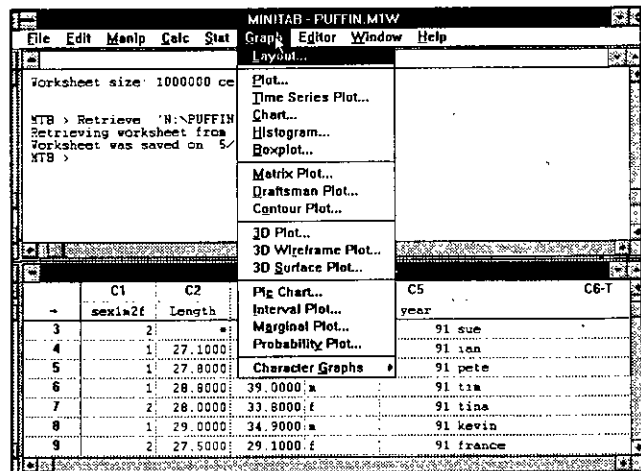 MINITAB - PUFFIN.MTW
File Edit Manip Calc Stat Graph Editor Window Help
Layout...
Worksheet size: 1000000 ce
Plot...
Time Series Plot...
MTB > Retrieve 'N:\PUFFIN
Chart...
Retrieving worksheet from
Histogram...
Worksheet was saved on 5/
Boxplot...
MTB >
Matrix Plot...
Draftsman Plot...
Contour Plot...
3D Plot...
3D Wireframe Plot...
3D Surface Plot...
C1 C2 C5 C6-T
Pie Chart...
→ sex1m2f Length year
Interval Plot...
3 2 * 91 sue
Marginal Plot...
4 1 27.1000 91 ian
Probability Plot...
5 1 27.8000 91 pete
Character Graphs
6 1 28.8000 39.0000 m 91 tim
7 2 28.0000 33.8000 f 91 tina
8 1 29.0000 34.9000 m 91 kevin
9 2 27.5000 29.1000 f 91 france